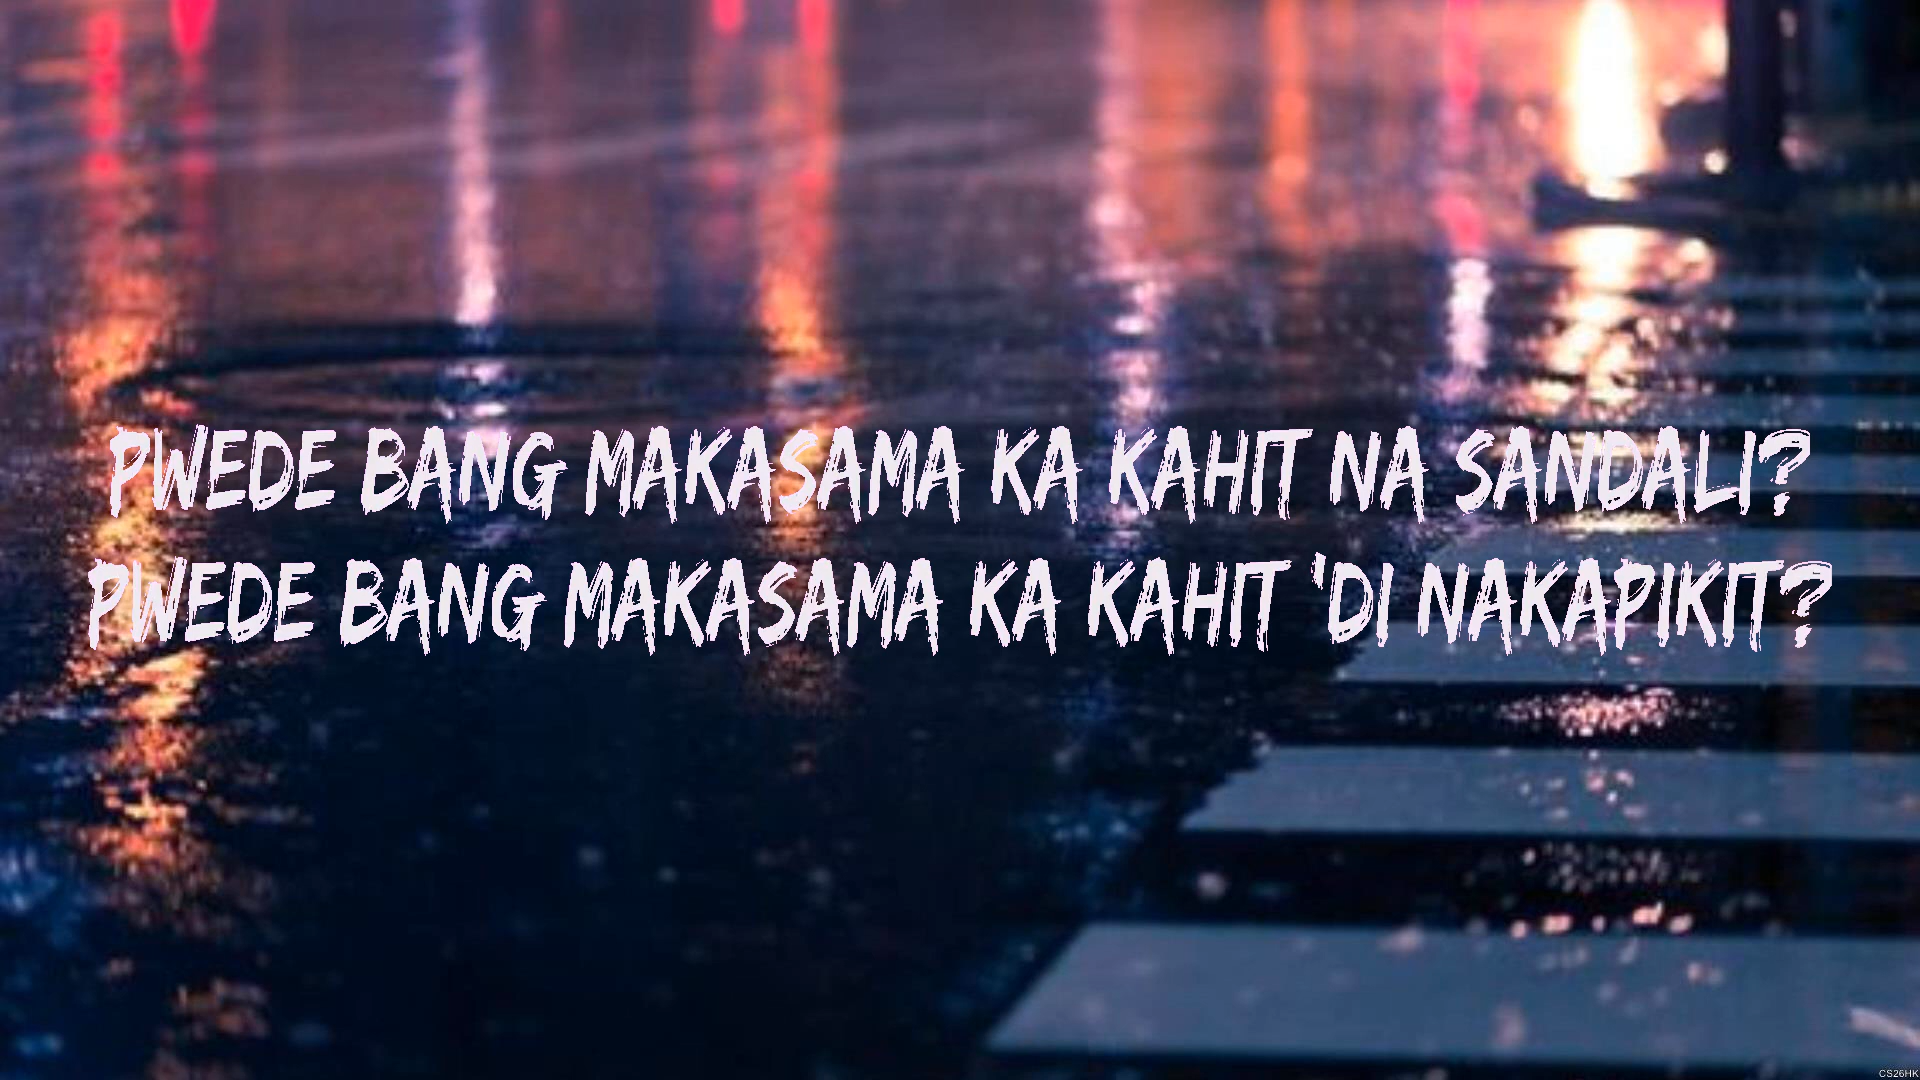 PWEDE BANG MAKASAMA KA KAHIT NA SANDALI?
PWEDE BANG MAKASAMA KA KAHIT 'DI NAKAPIKIT?
CS26HK